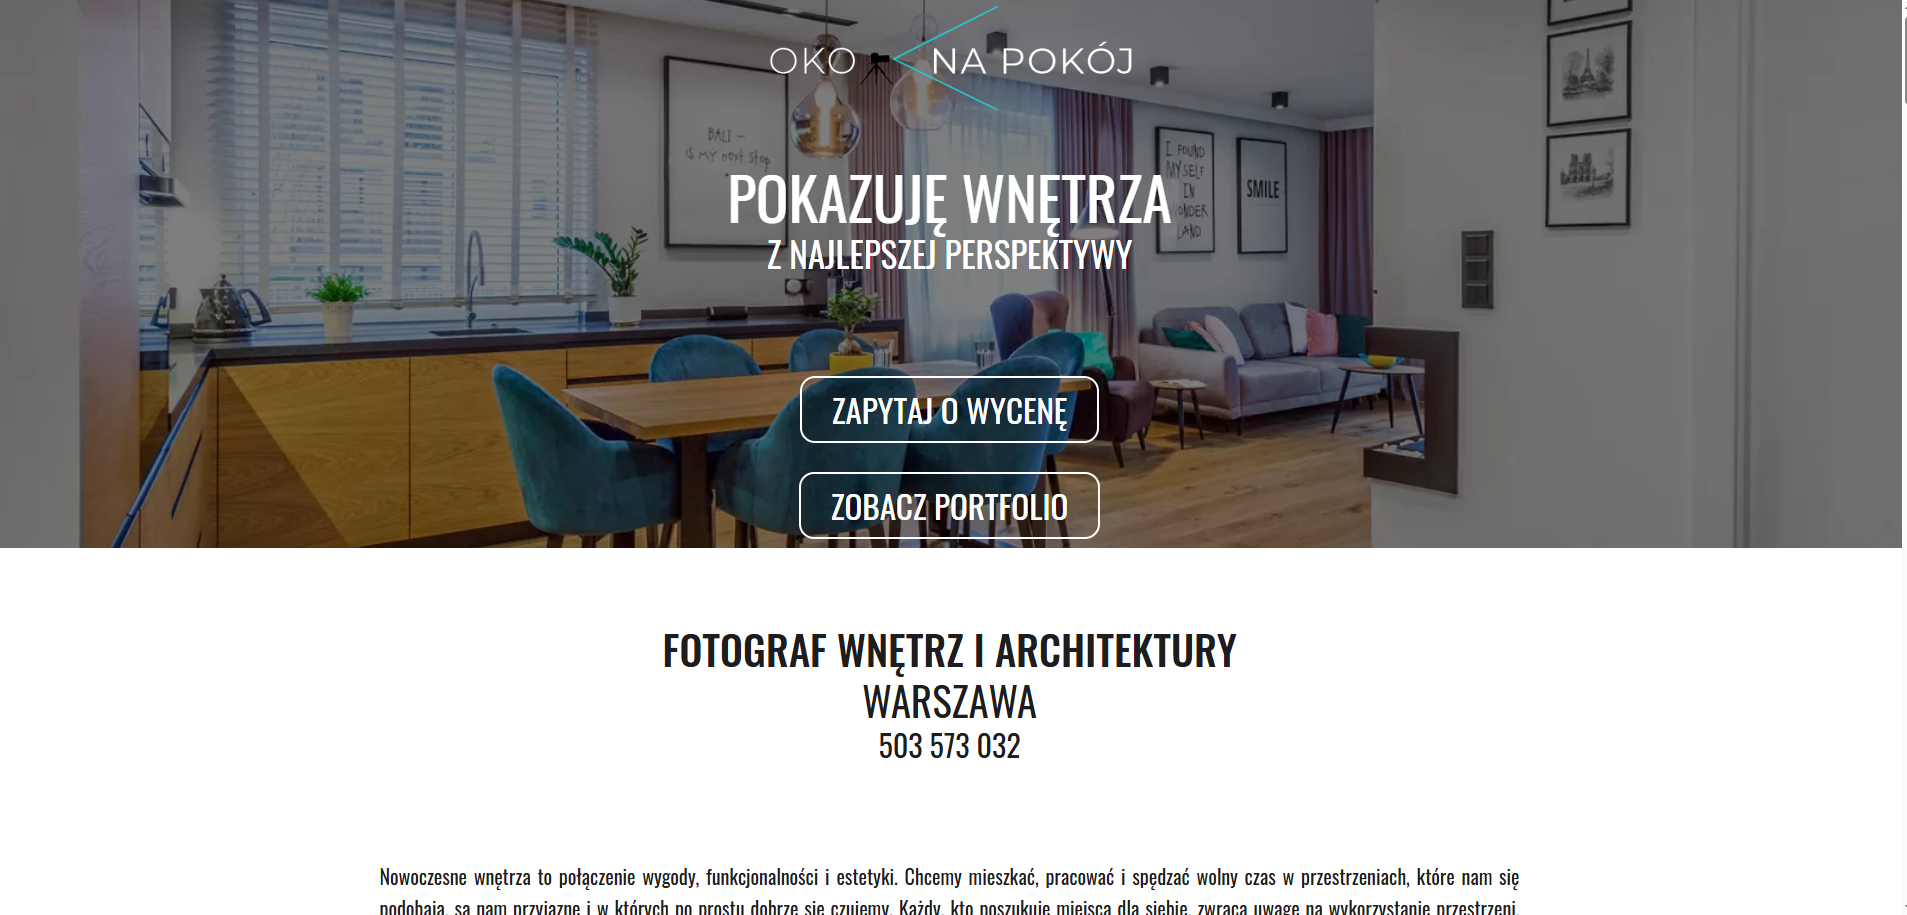 OKO NA POKÓJ
BALI –
is my next stop
I FOUND
MYSELF
IN
WONDER
LAND
SMILE
POKAZUJĘ WNĘTRZA
Z NAJLEPSZEJ PERSPEKTYWY
ZAPYTAJ O WYCENĘ
ZOBACZ PORTFOLIO
FOTOGRAF WNĘTRZ I ARCHITEKTURY
WARSZAWA
503 573 032
Nowoczesne wnętrza to połączenie wygody, funkcjonalności i estetyki. Chcemy mieszkać, pracować i spędzać wolny czas w przestrzeniach, które nam się
podobają, są nam przyjazne i w których po prostu dobrze się czujemy. Każdy, kto poszukuje miejsca dla siebie, zwraca uwagę na wykorzystanie przestrzeni,